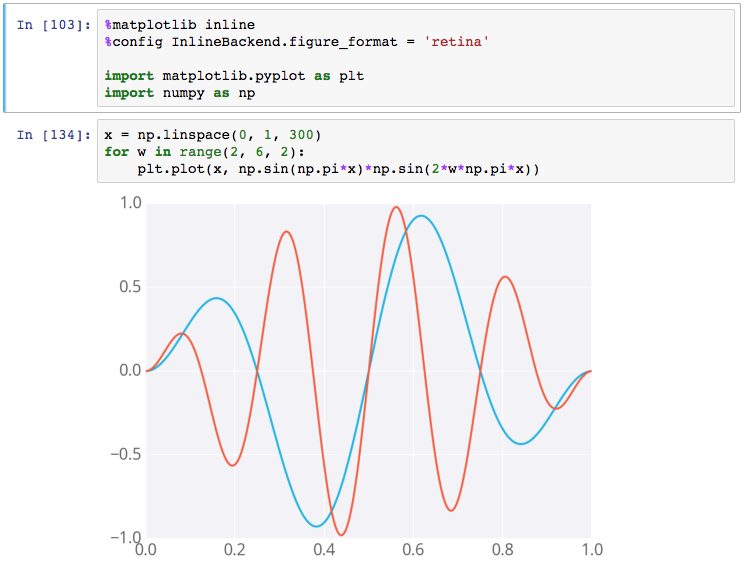 In [103]: %matplotlib inline
%config InlineBackend.figure_format = 'retina'
import matplotlib.pyplot as plt
import numpy as np
In [134]: x = np.linspace(0, 1, 300)
for w in range(2, 6, 2):
    plt.plot(x, np.sin(np.pi*x)*np.sin(2*w*np.pi*x))
1.0
0.5
0.0
−0.5
−1.0
0.0 0.2 0.4 0.6 0.8 1.0